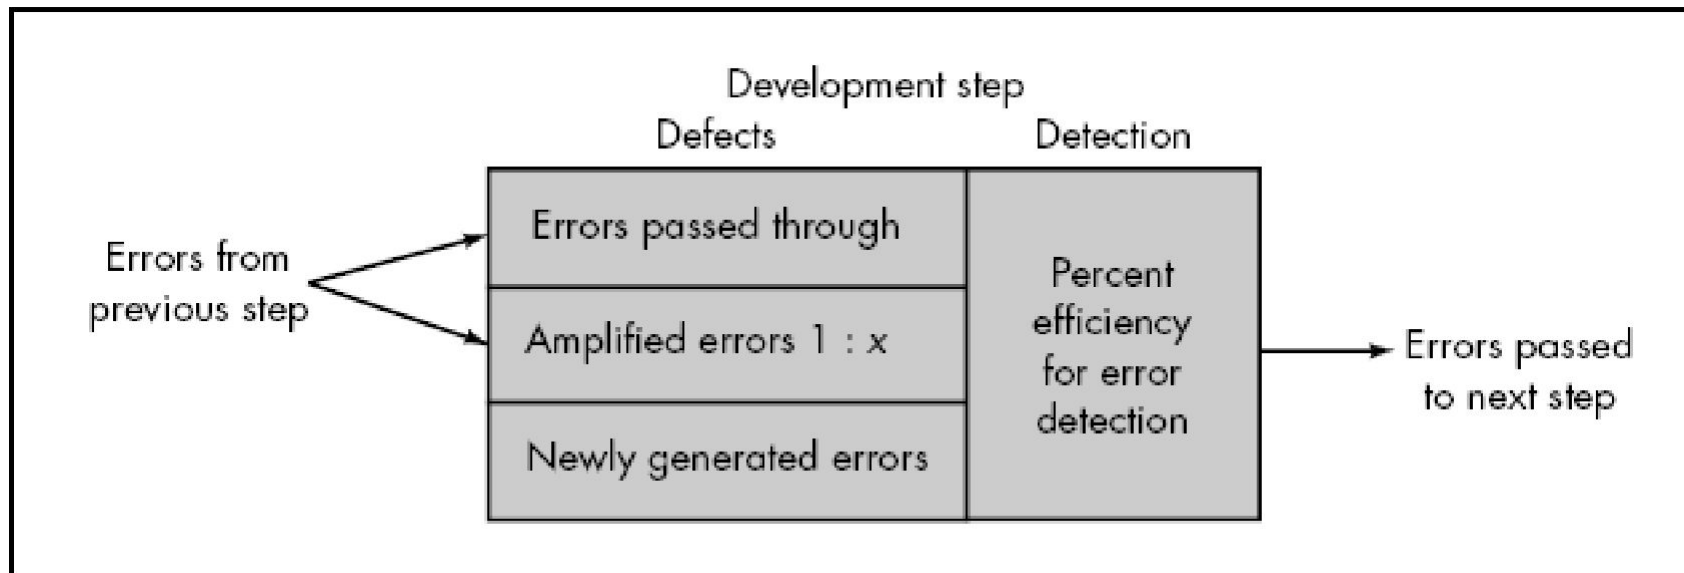 Development step
Defects
Detection
Errors from
previous step
Errors passed through
Amplified errors 1 : x
Newly generated errors
Percent
efficiency
for error
detection
Errors passed
to next step